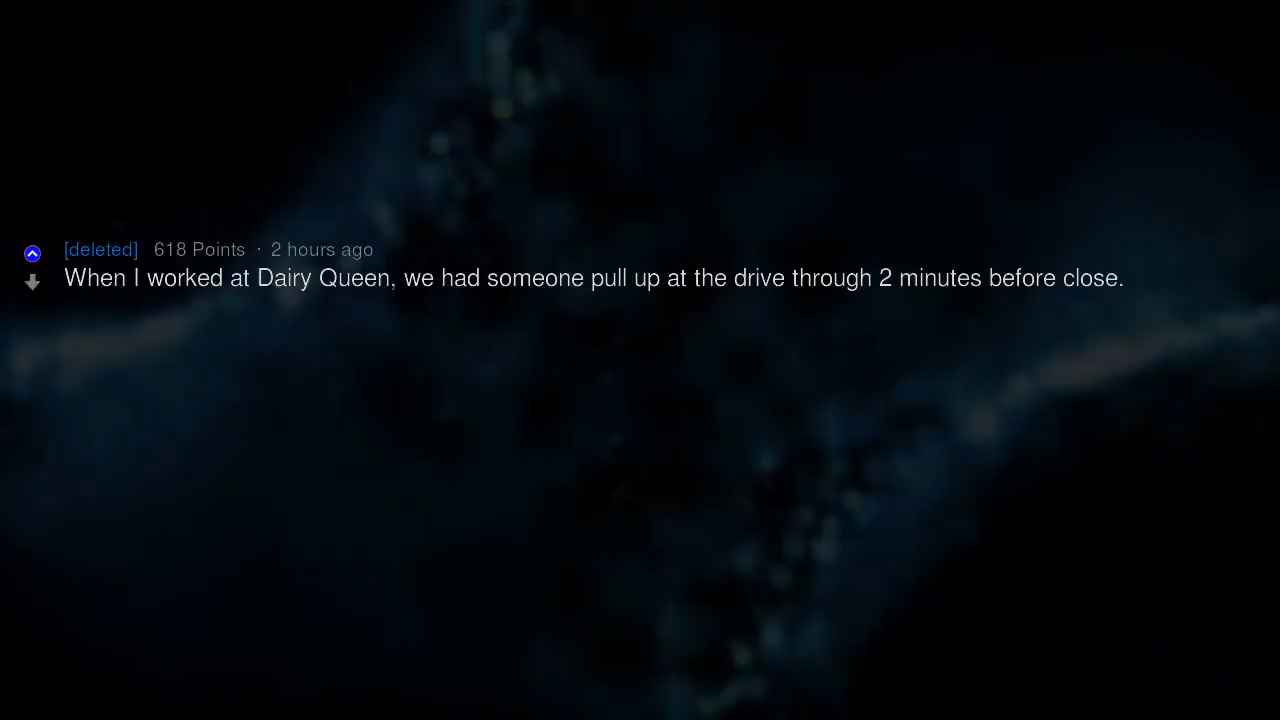 [deleted] 618 Points · 2 hours ago
When I worked at Dairy Queen, we had someone pull up at the drive through 2 minutes before close.